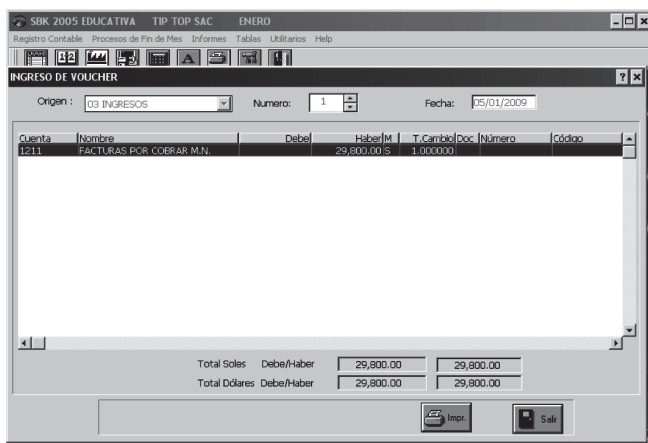 SBK 2005 EDUCATIVA TIP TOP SAC ENERO
Registro Contable Procesos de Fin de Mes Informes Tablas Utilitarios Help
INGRESO DE VOUCHER
Origen : 03 INGRESOS Numero: 1 Fecha: 05/01/2009
Cuenta Nombre Debe Haber M T.Cambio Doc Número Código
1211 FACTURAS POR COBRAR M.N. 29,800.00 S 1.000000
Total Soles Debe/Haber 29,800.00 29,800.00
Total Dólares Debe/Haber 29,800.00 29,800.00
Impr. Salir